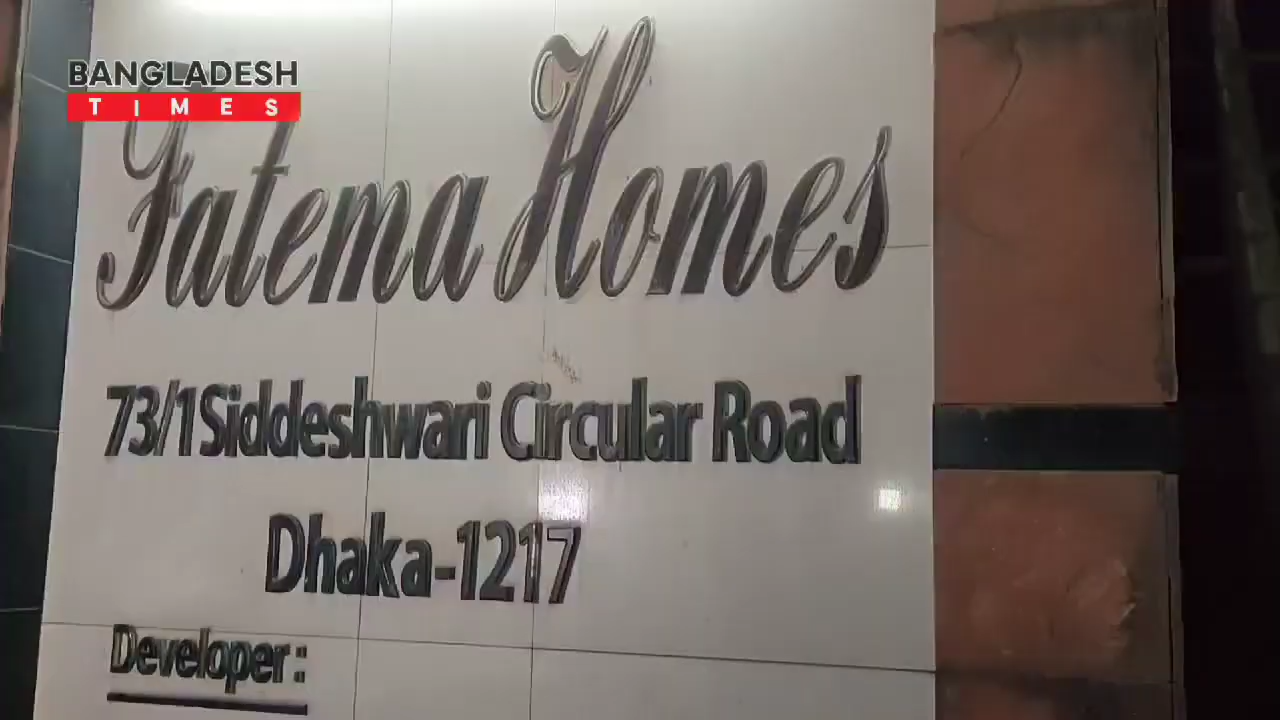 BANGLADESH
TIMES
Fatema Homes
73/1 Siddeshwari Circular Road
Dhaka-1217
Developer :